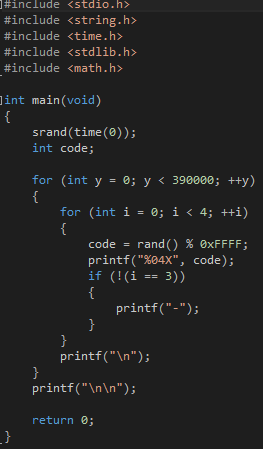 #include <stdio.h>
#include <string.h>
#include <time.h>
#include <stdlib.h>
#include <math.h>
int main(void)
{
srand(time(0));
int code;
for (int y = 0; y < 390000; ++y)
{
for (int i = 0; i < 4; ++i)
{
code = rand() % 0xFFFF;
printf("%04X", code);
if (!(i == 3))
{
printf("-");
}
}
printf("\n");
}
printf("\n\n");
return 0;
}